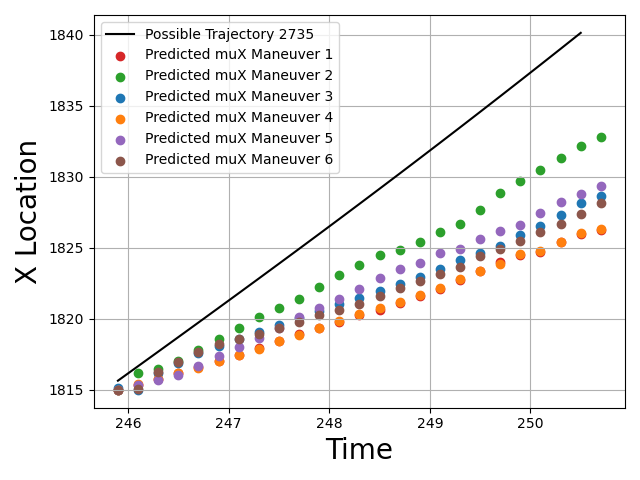 Possible Trajectory 2735
Predicted muX Maneuver 1
Predicted muX Maneuver 2
Predicted muX Maneuver 3
Predicted muX Maneuver 4
Predicted muX Maneuver 5
Predicted muX Maneuver 6
X Location
1840
1835
1830
1825
1820
1815
246 247 248 249 250
Time